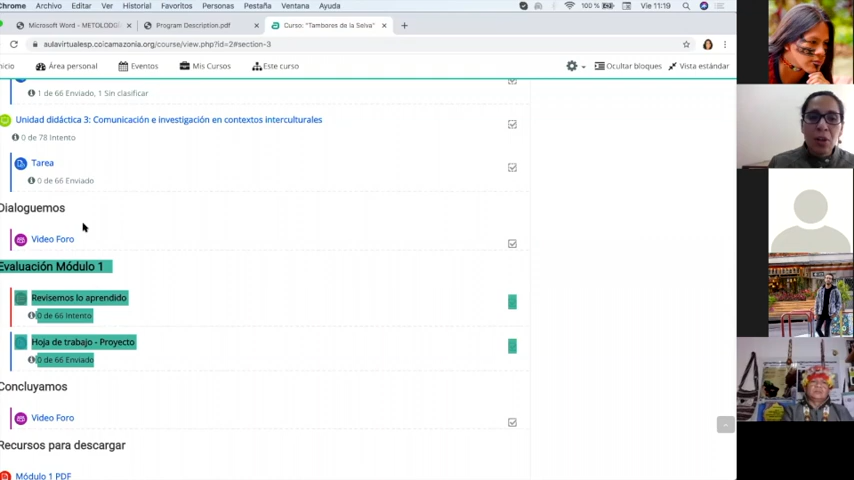 Chrome Archivo Editar Ver Historial Favoritos Personas Pestaña Ventana Ayuda 100 % Vie 11:19
Microsoft Word - METOLODGÍ × Program Description.pdf × Curso: "Tambores de la Selva" × +
aulavirtualesp.coicamazonia.org/course/view.php?id=2#section-3
nicio Área personal Eventos Mis Cursos Este curso Ocultar bloques Vista estándar
1 de 66 Enviado, 1 Sin clasificar
Unidad didáctica 3: Comunicación e investigación en contextos interculturales
0 de 78 Intento
Tarea
0 de 66 Enviado
Dialoguemos
Video Foro
Evaluación Módulo 1
Revisemos lo aprendido
0 de 66 Intento
Hoja de trabajo - Proyecto
0 de 66 Enviado
Concluyamos
Video Foro
Recursos para descargar
Módulo 1 PDF